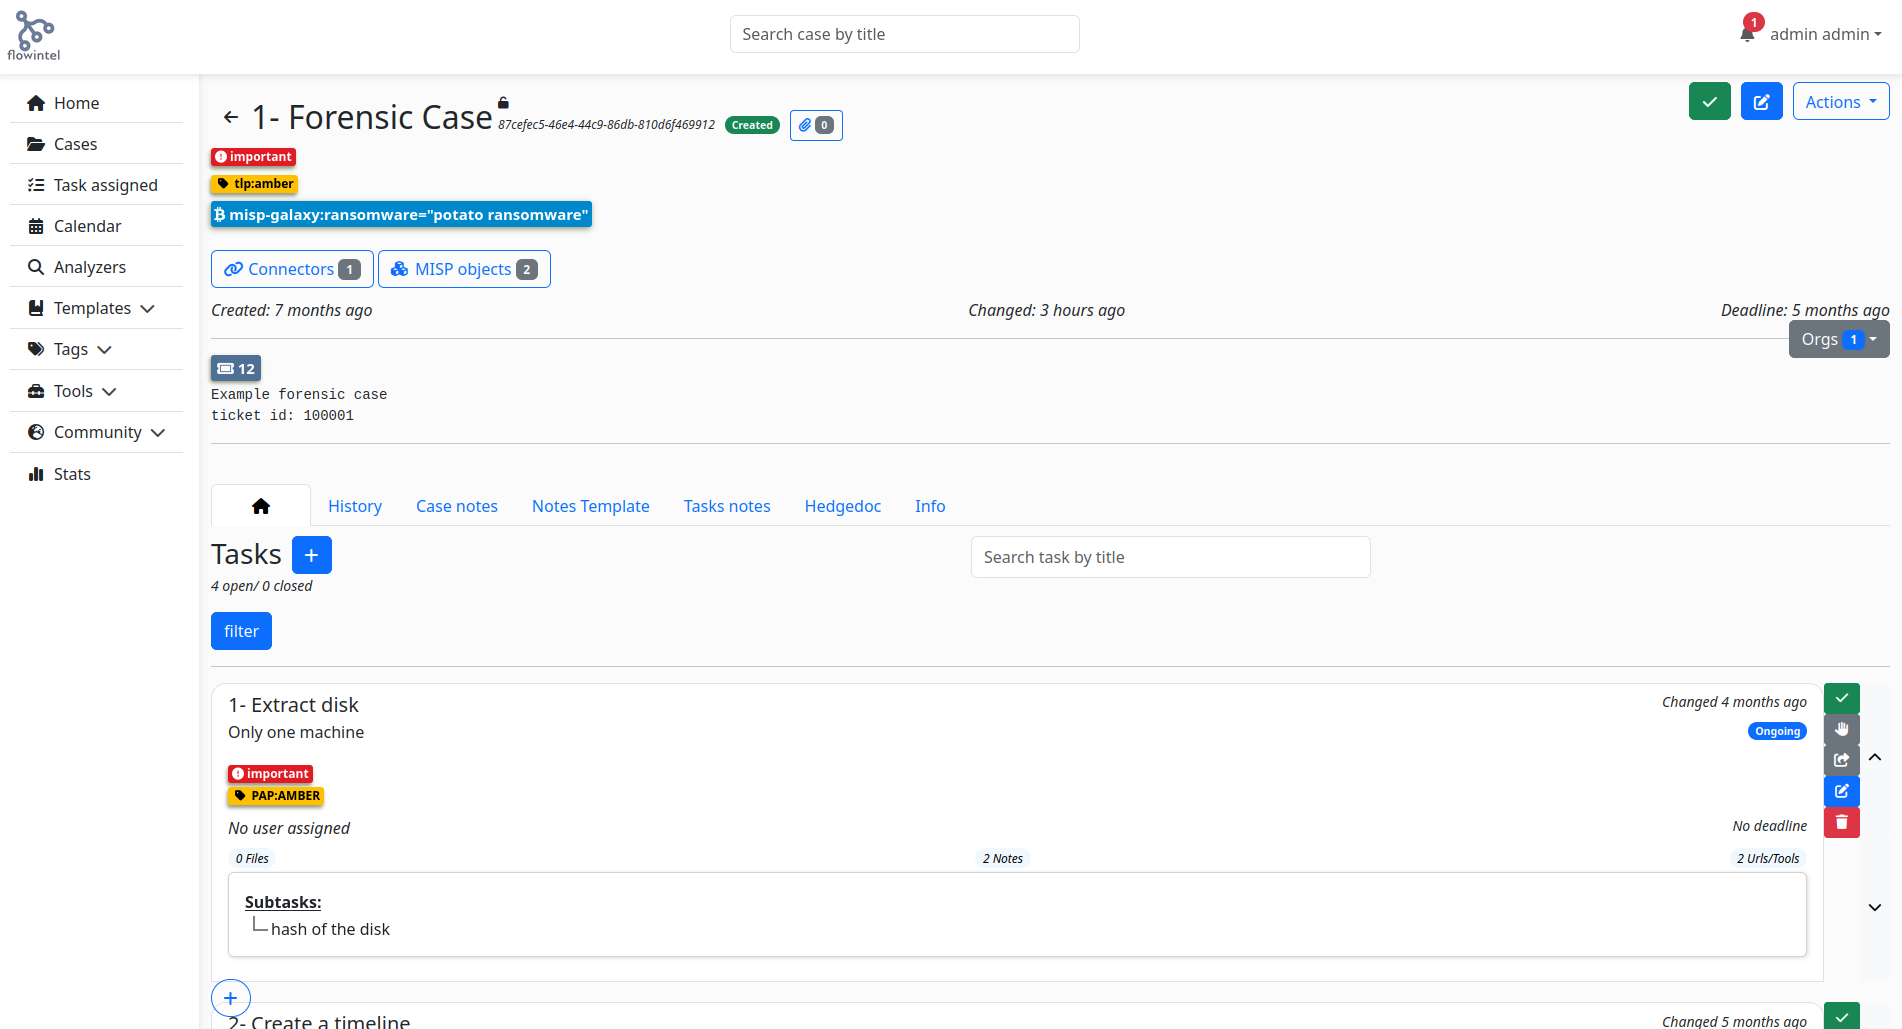 flowintel
Search case by title
1
admin admin
Home
Cases
Task assigned
Calendar
Analyzers
Templates
Tags
Tools
Community
Stats
1- Forensic Case 87cefec5-46e4-44c9-86db-810d6f469912 Created 0
Actions
important
tlp:amber
misp-galaxy:ransomware="potato ransomware"
Connectors 1 MISP objects 2
Created: 7 months ago Changed: 3 hours ago Deadline: 5 months ago
Orgs 1
12
Example forensic case
ticket id: 100001
History Case notes Notes Template Tasks notes Hedgedoc Info
Tasks +
Search task by title
4 open/ 0 closed
filter
1- Extract disk Changed 4 months ago
Only one machine Ongoing
important
PAP:AMBER
No user assigned No deadline
0 Files 2 Notes 2 Urls/Tools
Subtasks:
hash of the disk
+
2- Create a timeline Changed 5 months ago